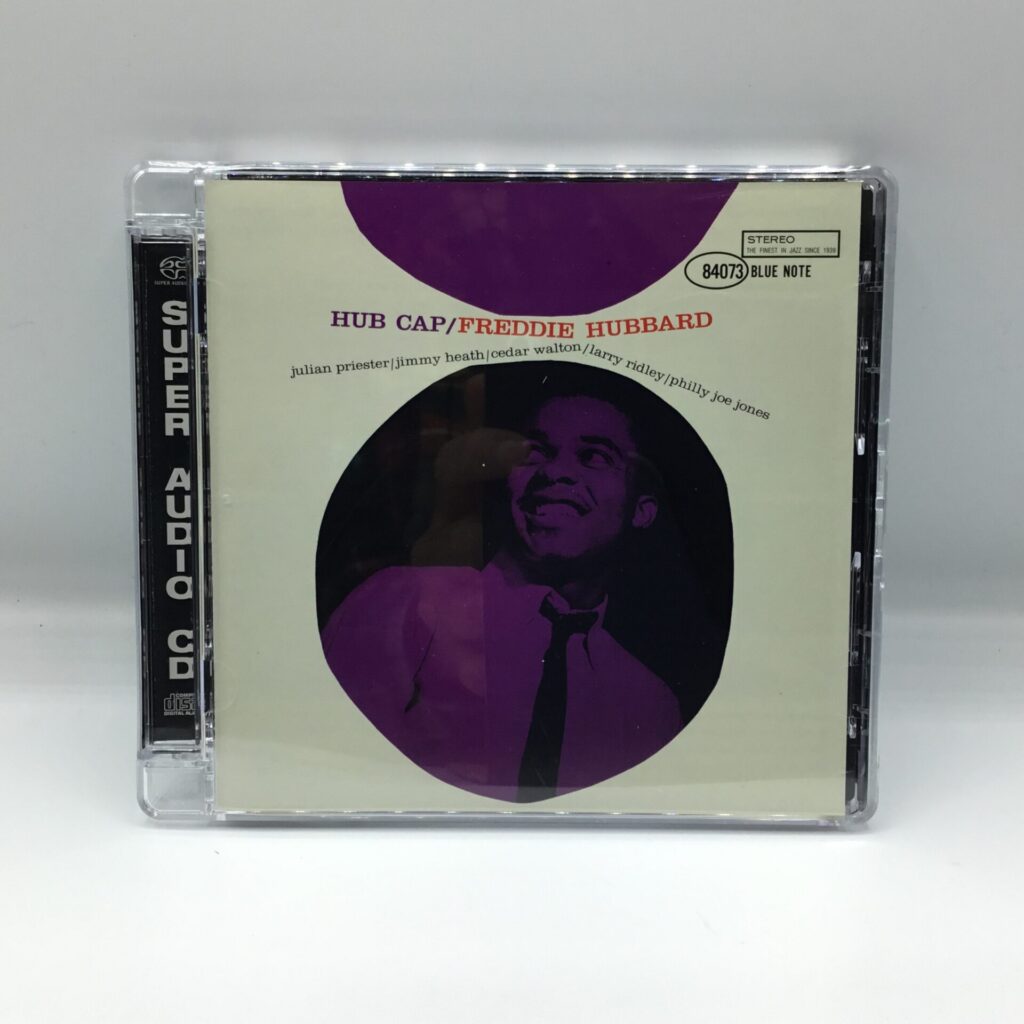 STEREO
THE FINEST IN JAZZ SINCE 1939
84073 BLUE NOTE
HUB CAP/FREDDIE HUBBARD
julian priester/jimmy heath/cedar walton/larry ridley/philly joe jones
SUPER AUDIO CD